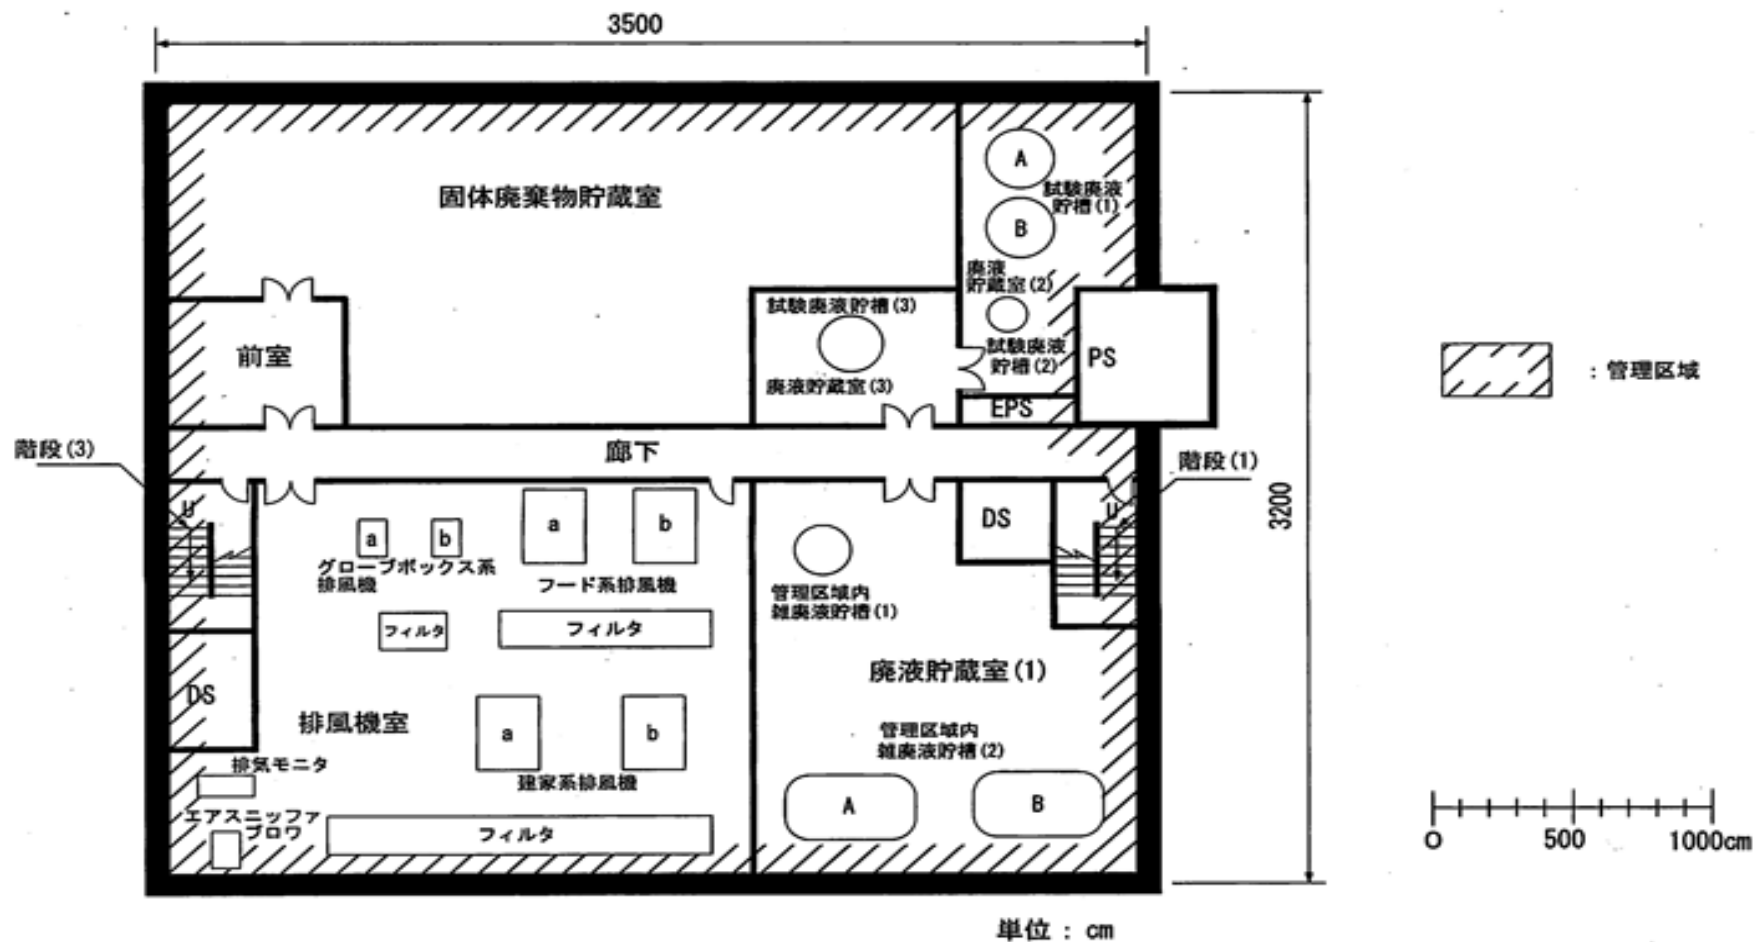 3500
固体廃棄物貯蔵室
A
試験廃液
貯槽(1)
B
廃液
貯蔵室(2)
試験廃液貯槽(3)
試験廃液
貯槽(2)
廃液貯蔵室(3)
前室
PS
EPS
：管理区域
階段(3)
廊下
階段(1)
3200
U
a
b
グローブボックス系
排風機
a
b
フード系排風機
DS
U
管理区域内
雑廃液貯槽(1)
フィルタ
フィルタ
廃液貯蔵室(1)
DS
排風機室
a
b
建家系排風機
管理区域内
雑廃液貯槽(2)
A
B
排気モニタ
エアスニッファ
ブロワ
フィルタ
0
500
1000cm
単位：cm